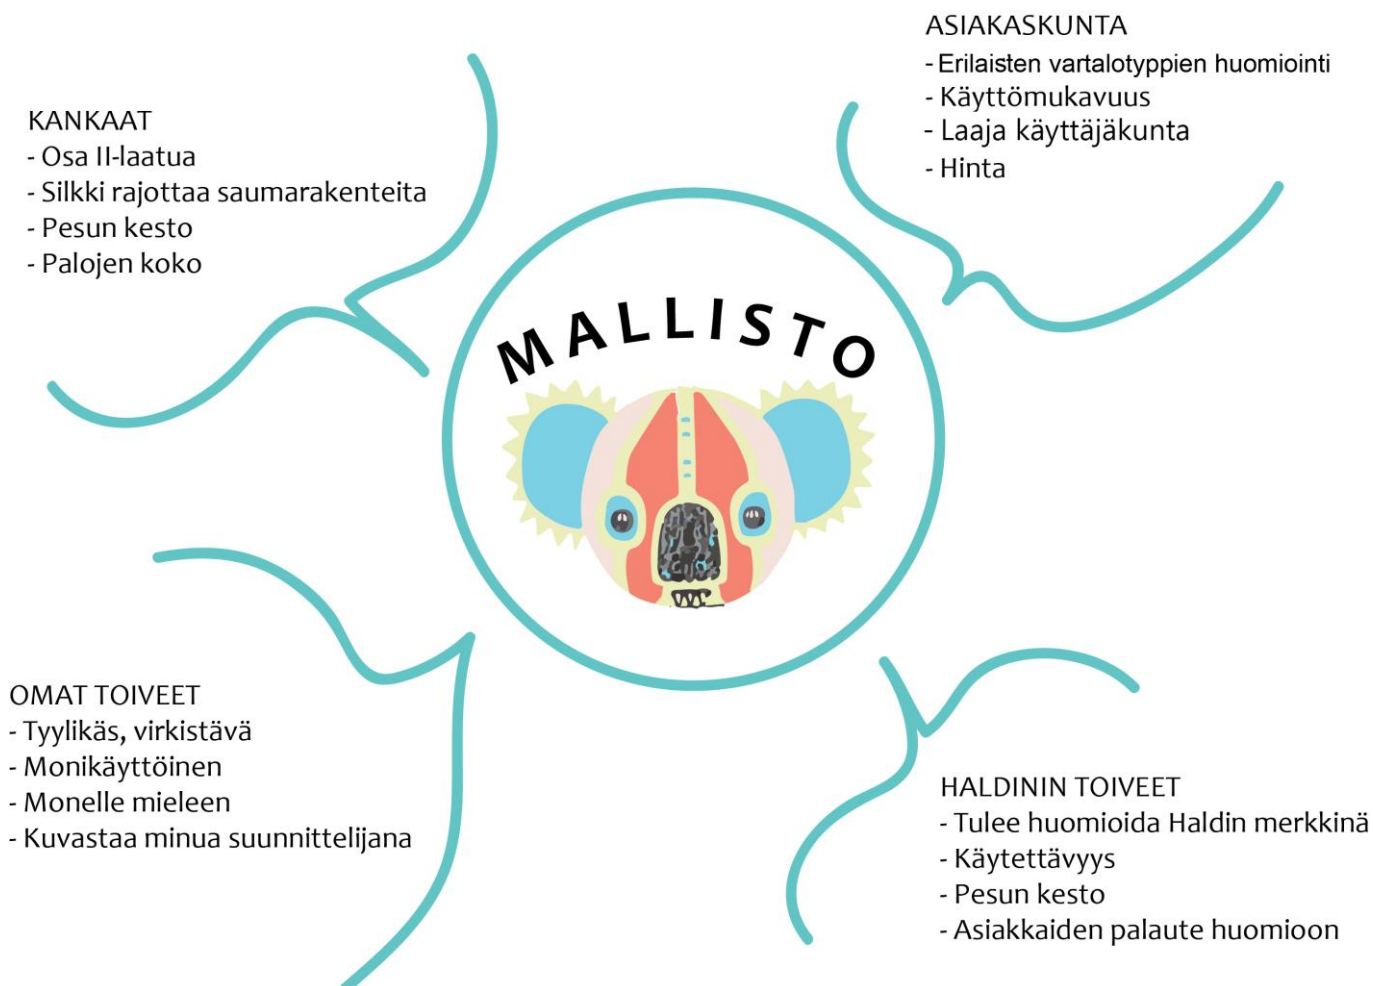 ASIAKASKUNTA
- Erilaisten vartalotyppien huomiointi
- Käyttömukavuus
- Laaja käyttäjäkunta
- Hinta
KANKAAT
- Osa II-laatua
- Silkki rajottaa saumarakenteita
- Pesun kesto
- Palojen koko
MALLISTO
OMAT TOIVEET
- Tyylikäs, virkistävä
- Monikäyttöinen
- Monelle mieleen
- Kuvastaa minua suunnittelijana
HALDININ TOIVEET
- Tulee huomioida Haldin merkkinä
- Käytettävyys
- Pesun kesto
- Asiakkaiden palaute huomioon